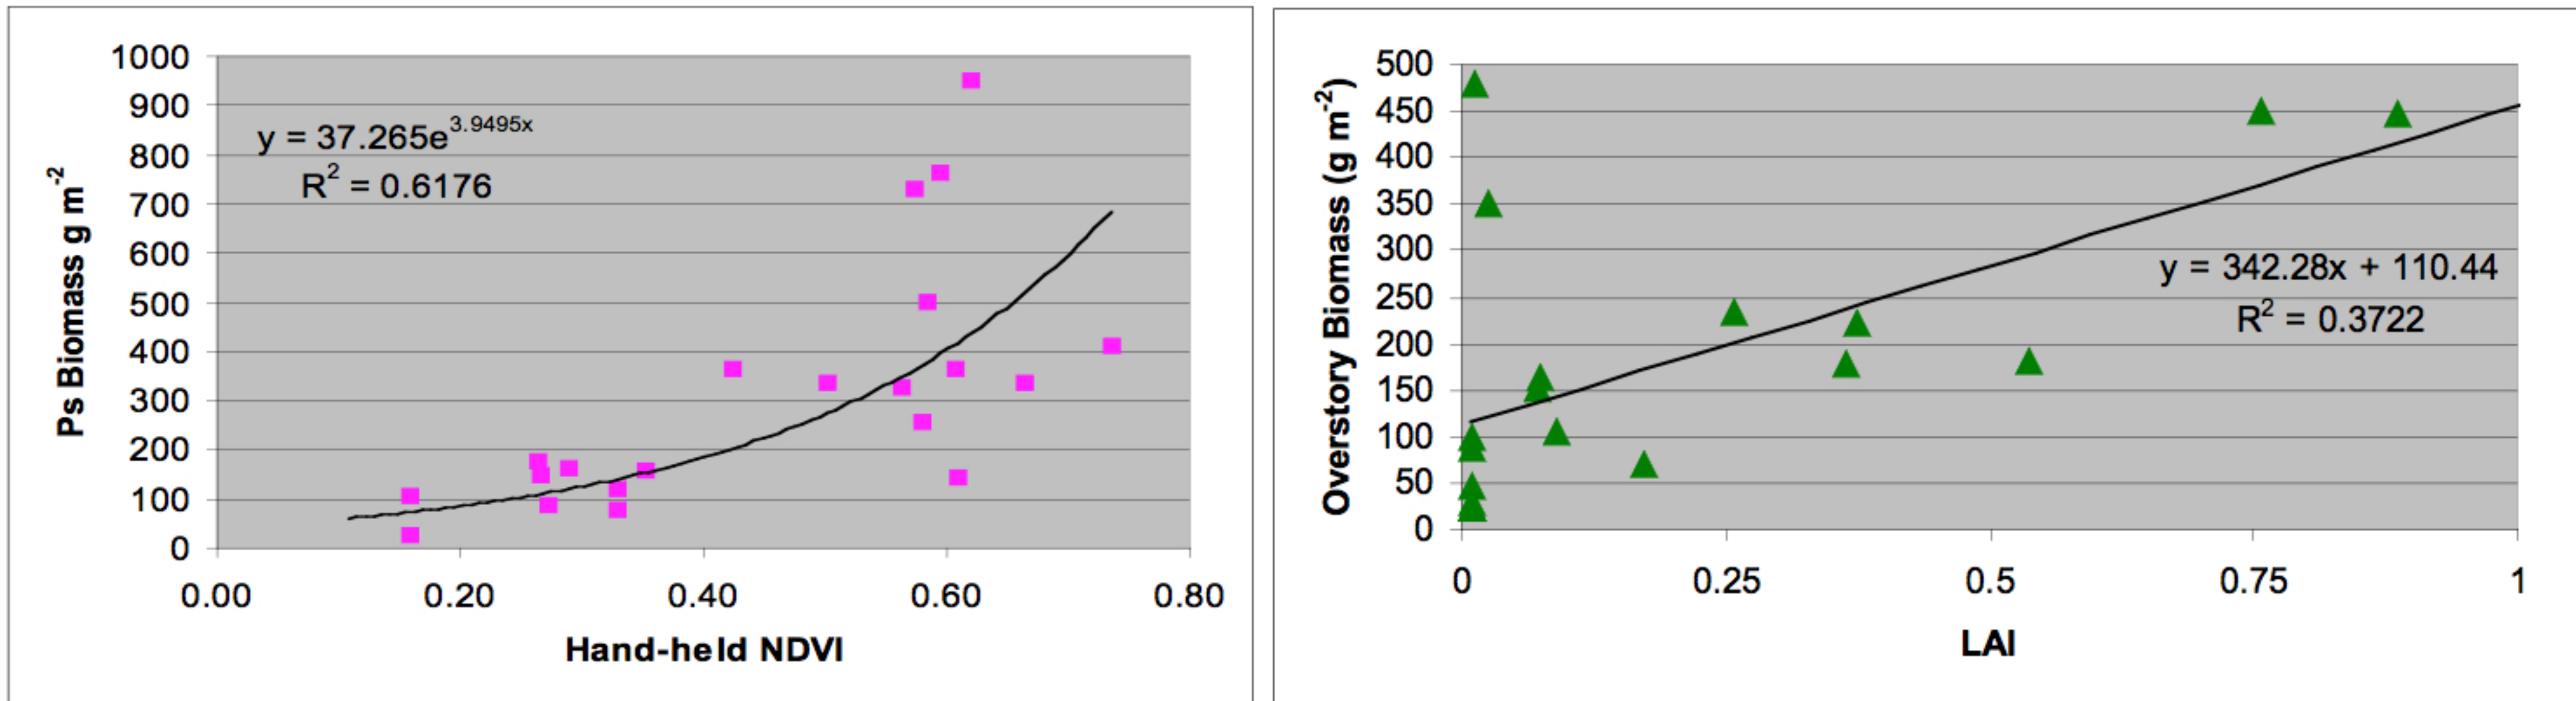 1000
900
800
700
600
500
400
300
200
100
0
Ps Biomass g m-2
y = 37.265e3.9495x
R2 = 0.6176
0.00 0.20 0.40 0.60 0.80
Hand-held NDVI
500
450
400
350
300
250
200
150
100
50
0
Overstory Biomass (g m-2)
y = 342.28x + 110.44
R2 = 0.3722
0 0.25 0.5 0.75 1
LAI